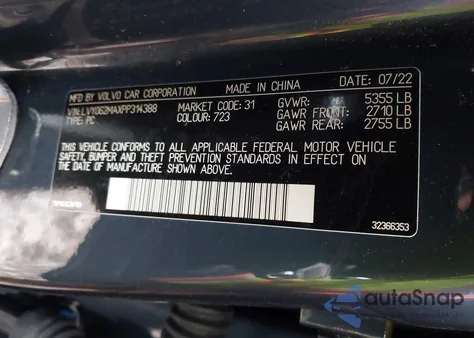 MFD BY VOLVO CAR CORPORATION MADE IN CHINA DATE: 07/22
VIN:LVY062MAXPP314388 MARKET: 31 GVWR: 5355 LB
TYPE: PC COLOUR: 723 GAWR FRONT: 2710 LB
GAWR REAR: 2755 LB
THIS VEHICLE CONFORMS TO ALL APPLICABLE FEDERAL MOTOR VEHICLE
SAFETY, BUMPER AND THEFT PREVENTION STANDARDS IN EFFECT ON
THE DATE OF MANUFACTURE SHOWN ABOVE.
VOLVO 32366353
autoSnap